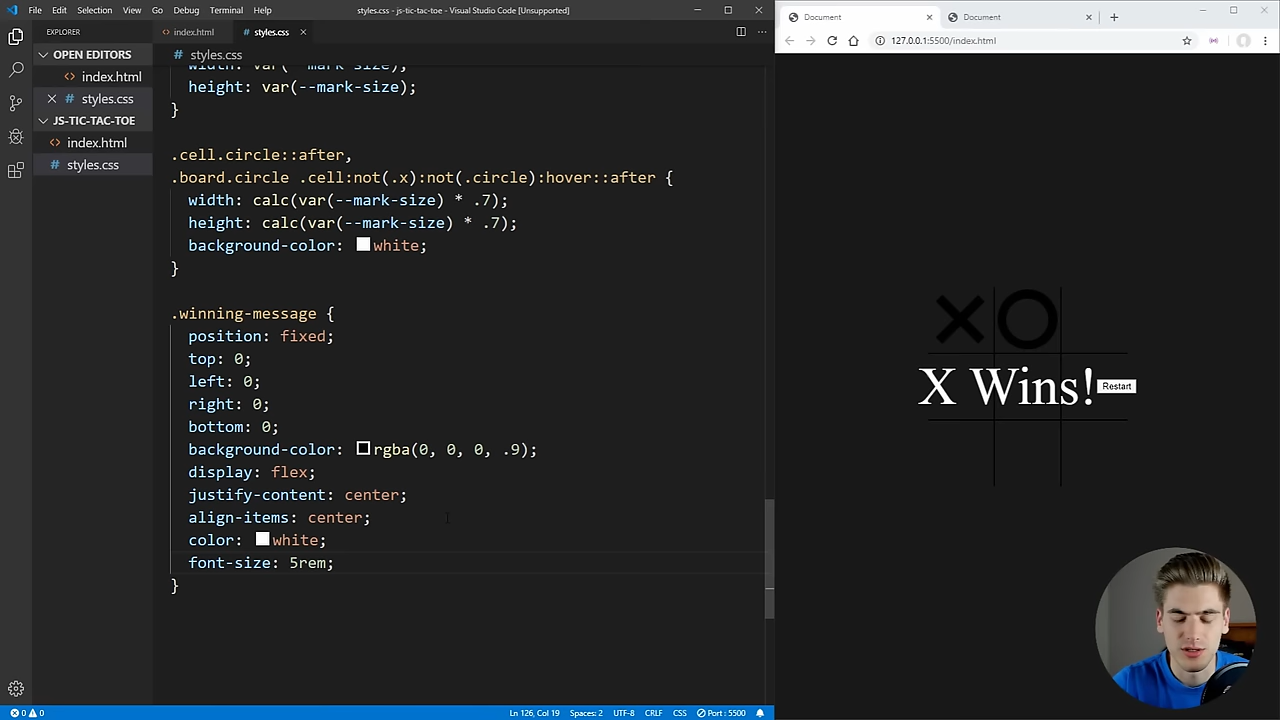 File Edit Selection View Go Debug Terminal Help
styles.css - js-tic-tac-toe - Visual Studio Code [Unsupported]
EXPLORER
OPEN EDITORS
index.html
styles.css
JS-TIC-TAC-TOE
index.html
styles.css
index.html styles.css
styles.css
width: var(--mark-size);
height: var(--mark-size);
}
.cell.circle::after,
.board.circle .cell:not(.x):not(.circle):hover::after {
width: calc(var(--mark-size) * .7);
height: calc(var(--mark-size) * .7);
background-color: white;
}
.winning-message {
position: fixed;
top: 0;
left: 0;
right: 0;
bottom: 0;
background-color: rgba(0, 0, 0, .9);
display: flex;
justify-content: center;
align-items: center;
color: white;
font-size: 5rem;
}
0 0
Ln 126, Col 19 Spaces: 2 UTF-8 CRLF CSS Port : 5500
Document Document
127.0.0.1:5500/index.html
X Wins! Restart